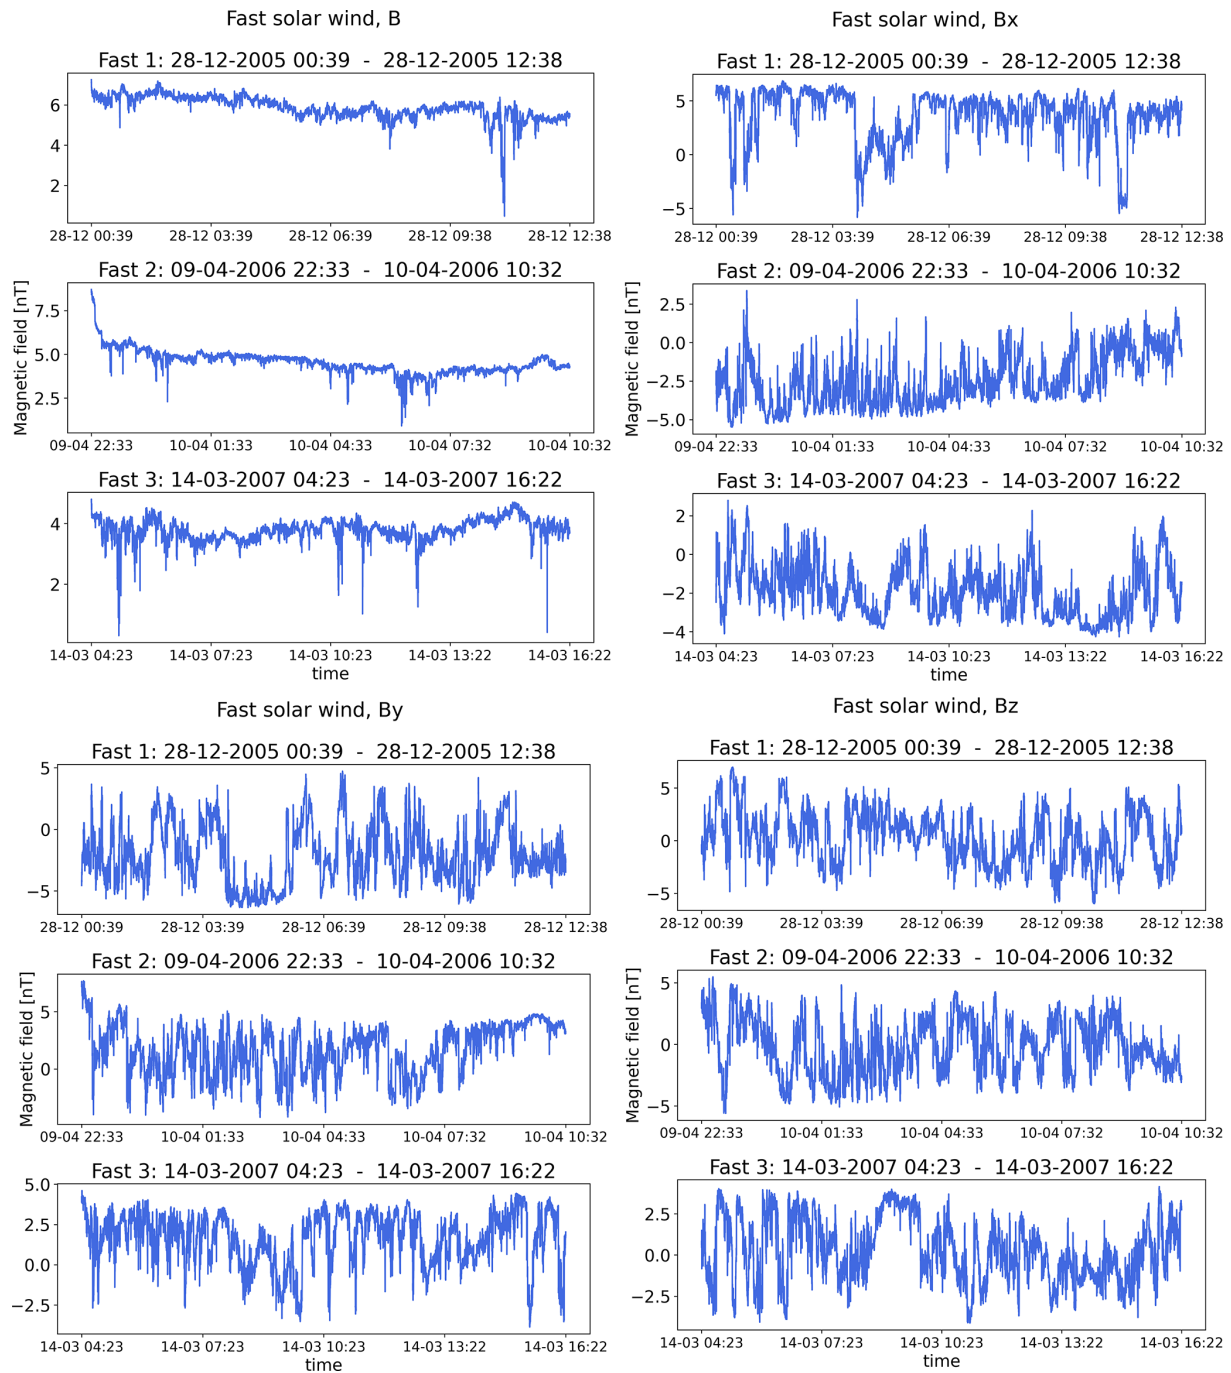 Fast solar wind, B
Fast 1: 28-12-2005 00:39 - 28-12-2005 12:38
6
4
2
28-12 00:39 28-12 03:39 28-12 06:39 28-12 09:38 28-12 12:38
Fast 2: 09-04-2006 22:33 - 10-04-2006 10:32
Magnetic field [nT]
7.5
5.0
2.5
09-04 22:33 10-04 01:33 10-04 04:33 10-04 07:32 10-04 10:32
Fast 3: 14-03-2007 04:23 - 14-03-2007 16:22
4
2
14-03 04:23 14-03 07:23 14-03 10:23 14-03 13:22 14-03 16:22
time
Fast solar wind, Bx
Fast 1: 28-12-2005 00:39 - 28-12-2005 12:38
5
0
−5
28-12 00:39 28-12 03:39 28-12 06:39 28-12 09:38 28-12 12:38
Fast 2: 09-04-2006 22:33 - 10-04-2006 10:32
Magnetic field [nT]
2.5
0.0
−2.5
−5.0
09-04 22:33 10-04 01:33 10-04 04:33 10-04 07:32 10-04 10:32
Fast 3: 14-03-2007 04:23 - 14-03-2007 16:22
2
0
−2
−4
14-03 04:23 14-03 07:23 14-03 10:23 14-03 13:22 14-03 16:22
time
Fast solar wind, By
Fast 1: 28-12-2005 00:39 - 28-12-2005 12:38
5
0
−5
28-12 00:39 28-12 03:39 28-12 06:39 28-12 09:38 28-12 12:38
Fast 2: 09-04-2006 22:33 - 10-04-2006 10:32
Magnetic field [nT]
5
0
09-04 22:33 10-04 01:33 10-04 04:33 10-04 07:32 10-04 10:32
Fast 3: 14-03-2007 04:23 - 14-03-2007 16:22
5.0
2.5
0.0
−2.5
14-03 04:23 14-03 07:23 14-03 10:23 14-03 13:22 14-03 16:22
time
Fast solar wind, Bz
Fast 1: 28-12-2005 00:39 - 28-12-2005 12:38
5
0
−5
28-12 00:39 28-12 03:39 28-12 06:39 28-12 09:38 28-12 12:38
Fast 2: 09-04-2006 22:33 - 10-04-2006 10:32
Magnetic field [nT]
5
0
−5
09-04 22:33 10-04 01:33 10-04 04:33 10-04 07:32 10-04 10:32
Fast 3: 14-03-2007 04:23 - 14-03-2007 16:22
2.5
0.0
−2.5
14-03 04:23 14-03 07:23 14-03 10:23 14-03 13:22 14-03 16:22
time